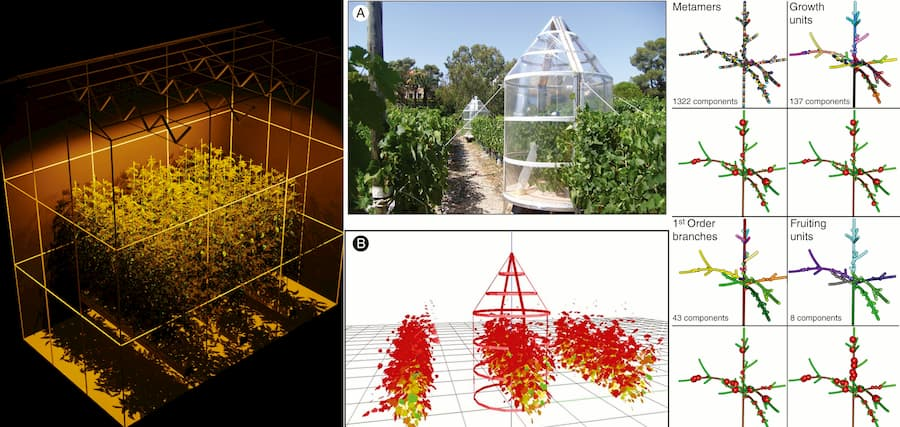 A
B
Metamers
1322 components
Growth
units
137 components
1st Order
branches
43 components
Fruiting
units
8 components